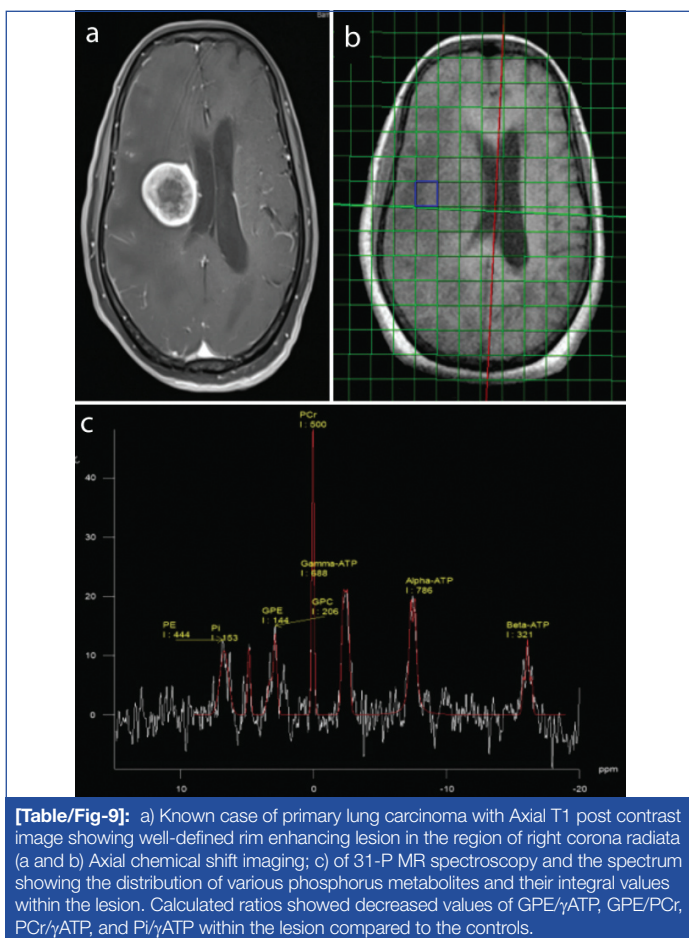 a
b
c
PCr
I : 500
40
30
20
10
0
Gamma-ATP
I : 688
Alpha-ATP
I : 786
PE
I : 444
Pi
I : 153
GPE
I : 144
GPC
I : 206
Beta-ATP
I : 321
10
0
-10
-20
ppm
[Table/Fig-9]: a) Known case of primary lung carcinoma with Axial T1 post contrast
image showing well-defined rim enhancing lesion in the region of right corona radiata
(a and b) Axial chemical shift imaging; c) of 31-P MR spectroscopy and the spectrum
showing the distribution of various phosphorus metabolites and their integral values
within the lesion. Calculated ratios showed decreased values of GPE/γATP, GPE/PCr,
PCr/γATP, and Pi/γATP within the lesion compared to the controls.